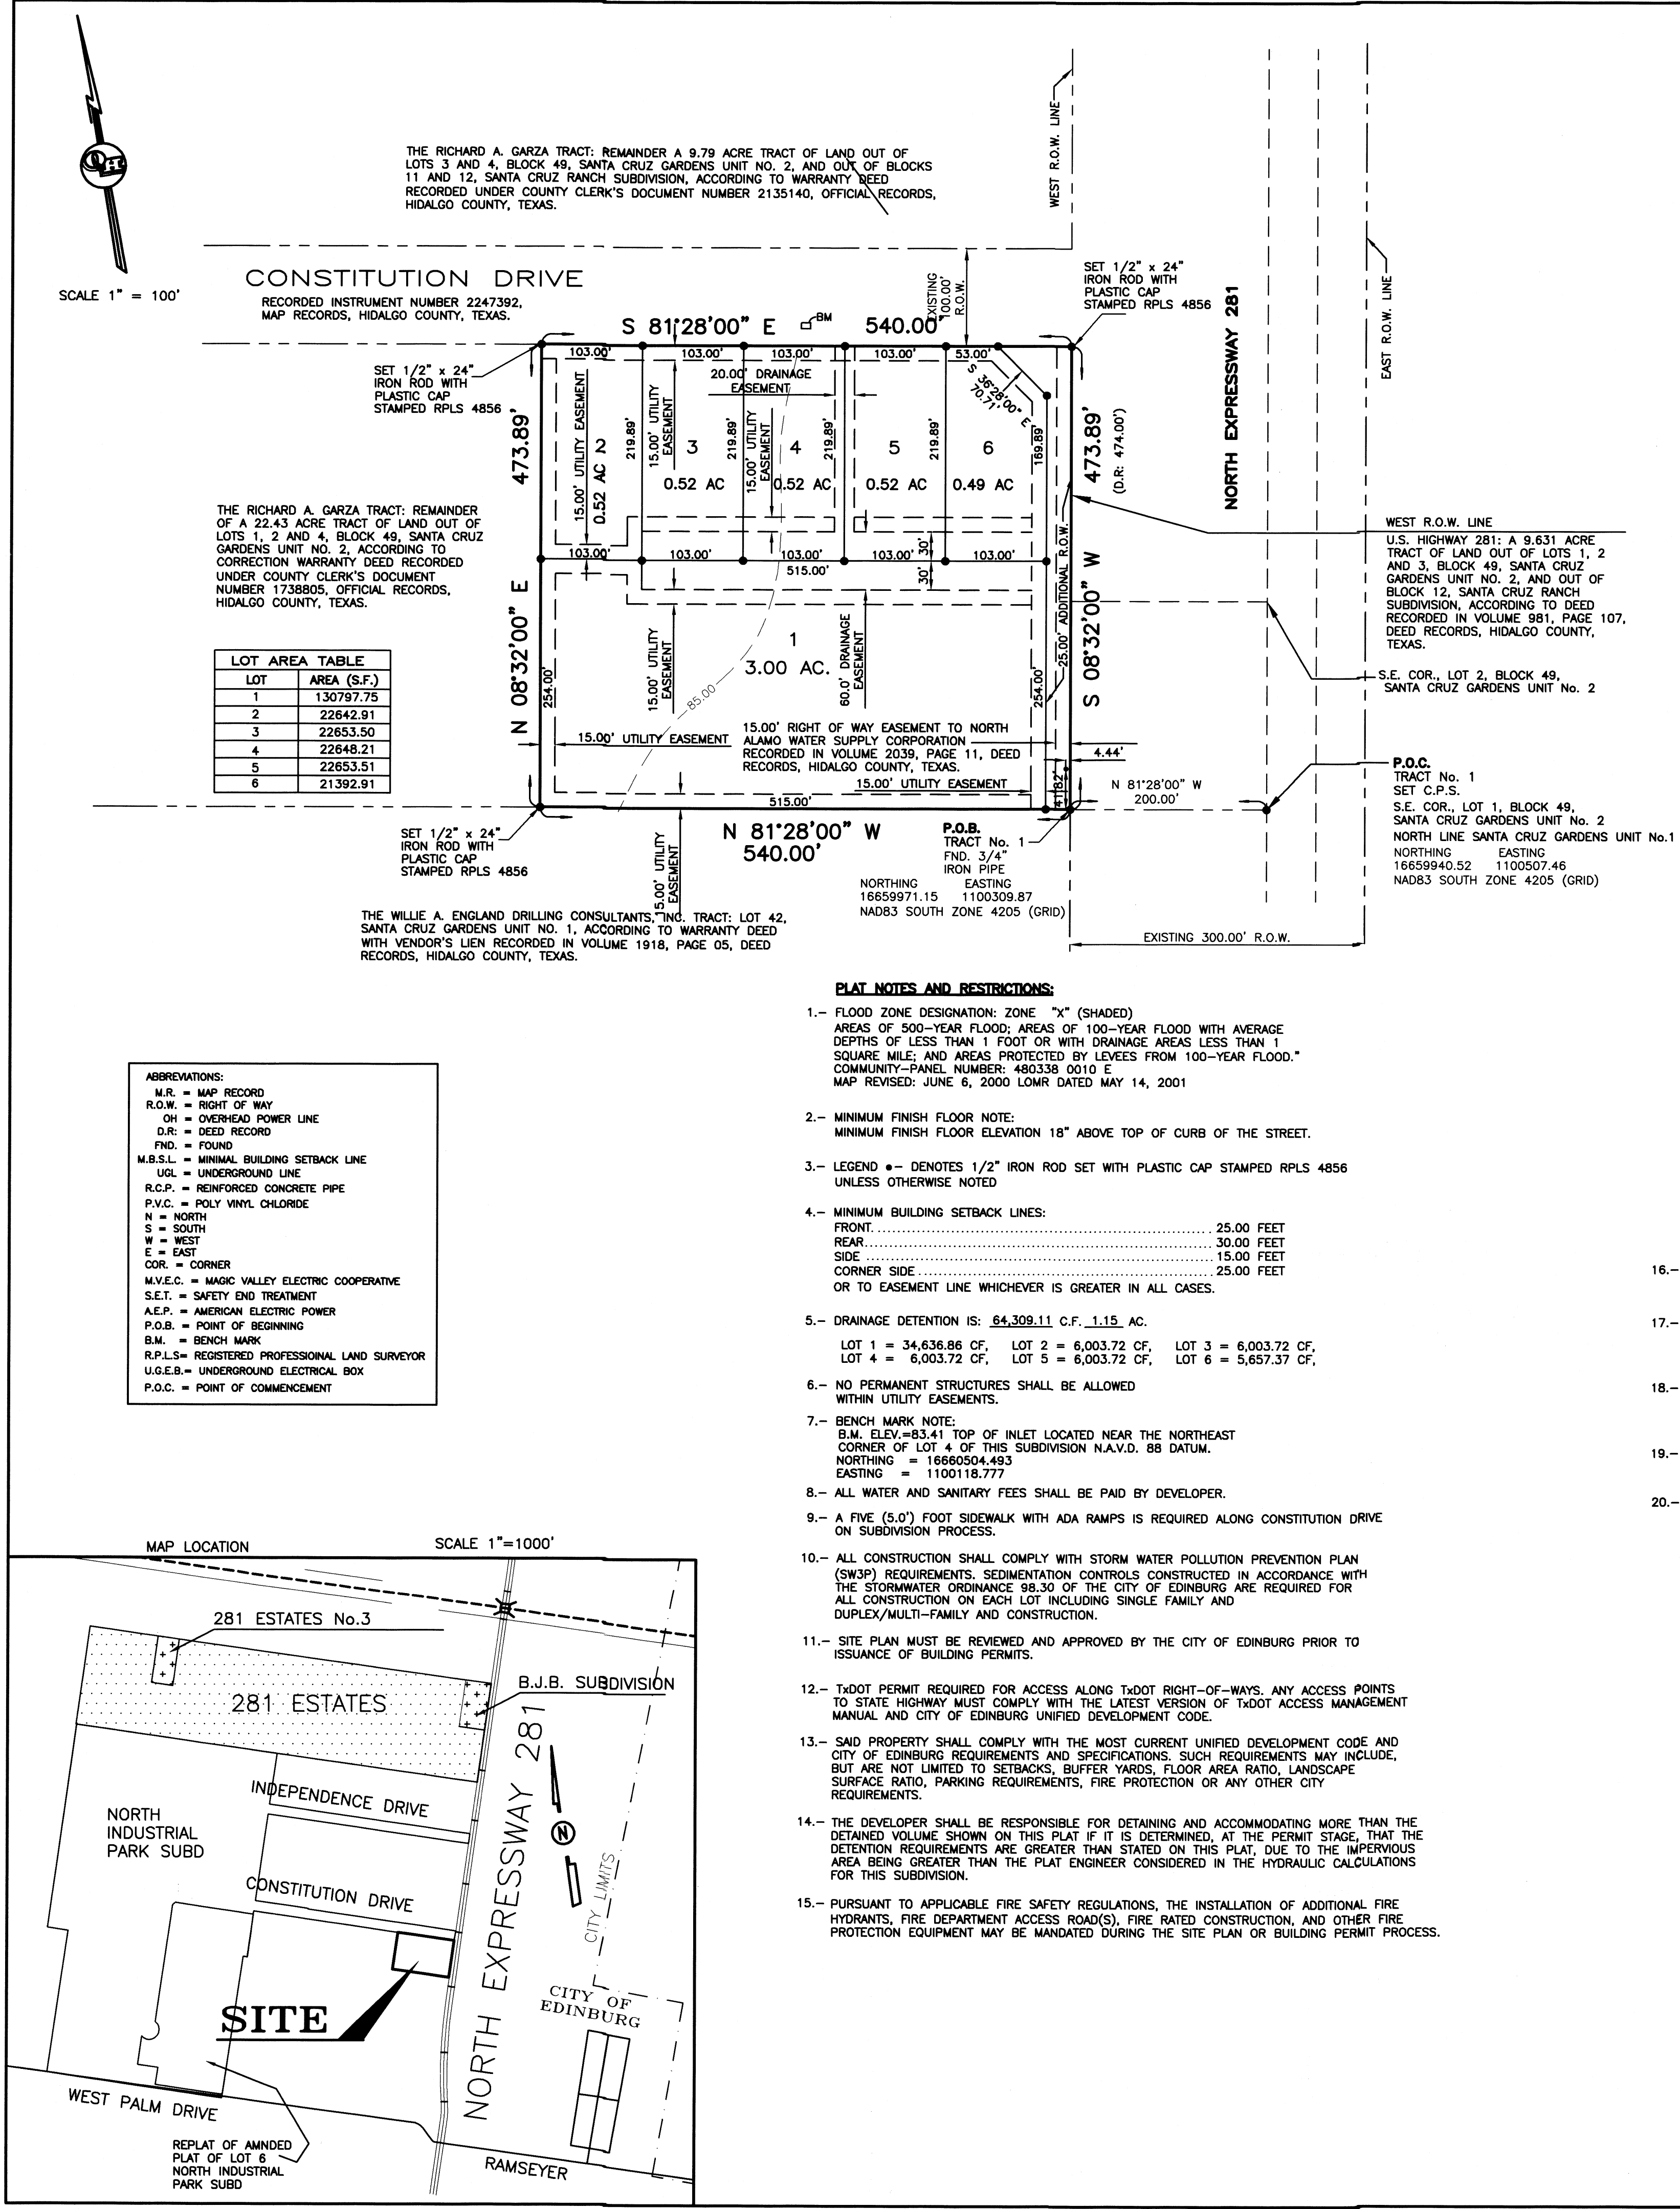 THE RICHARD A. GARZA TRACT: REMAINDER A 9.79 ACRE TRACT OF LAND OUT OF
LOTS 3 AND 4, BLOCK 49, SANTA CRUZ GARDENS UNIT NO. 2, AND OUT OF BLOCKS
11 AND 12, SANTA CRUZ RANCH SUBDIVISION, ACCORDING TO WARRANTY DEED
RECORDED UNDER COUNTY CLERK'S DOCUMENT NUMBER 2135140, OFFICIAL RECORDS,
HIDALGO COUNTY, TEXAS.
SCALE 1" = 100'
CONSTITUTION DRIVE
RECORDED INSTRUMENT NUMBER 2247392,
MAP RECORDS, HIDALGO COUNTY, TEXAS.
WEST R.O.W. LINE
EXISTING
100.00'
R.O.W.
SET 1/2" x 24"
IRON ROD WITH
PLASTIC CAP
STAMPED RPLS 4856
NORTH EXPRESSWAY 281
EAST R.O.W. LINE
S 81°28'00" E
BM
540.00'
SET 1/2" x 24"
IRON ROD WITH
PLASTIC CAP
STAMPED RPLS 4856
103.00'
103.00'
103.00'
103.00'
53.00'
20.00' DRAINAGE
EASEMENT
S 36°28'00" E
70.71'
473.89'
15.00' UTILITY EASEMENT
2
0.52 AC
219.89'
15.00' UTILITY
EASEMENT
3
0.52 AC
219.89'
15.00' UTILITY
EASEMENT
4
0.52 AC
219.89'
5
0.52 AC
219.89'
6
0.49 AC
169.89'
473.89'
(D.R: 474.00')
THE RICHARD A. GARZA TRACT: REMAINDER
OF A 22.43 ACRE TRACT OF LAND OUT OF
LOTS 1, 2 AND 4, BLOCK 49, SANTA CRUZ
GARDENS UNIT NO. 2, ACCORDING TO
CORRECTION WARRANTY DEED RECORDED
UNDER COUNTY CLERK'S DOCUMENT
NUMBER 1738805, OFFICIAL RECORDS,
HIDALGO COUNTY, TEXAS.
WEST R.O.W. LINE
U.S. HIGHWAY 281: A 9.631 ACRE
TRACT OF LAND OUT OF LOTS 1, 2
AND 3, BLOCK 49, SANTA CRUZ
GARDENS UNIT NO. 2, AND OUT OF
BLOCK 12, SANTA CRUZ RANCH
SUBDIVISION, ACCORDING TO DEED
RECORDED IN VOLUME 981, PAGE 107,
DEED RECORDS, HIDALGO COUNTY,
TEXAS.
103.00'
103.00'
103.00'
103.00'
103.00'
515.00'
30'
30'
25.00' ADDITIONAL R.O.W.
N 08°32'00" E
S 08°32'00" W
254.00'
15.00' UTILITY
EASEMENT
85.00
1
3.00 AC.
60.0' DRAINAGE
EASEMENT
254.00'
S.E. COR., LOT 2, BLOCK 49,
SANTA CRUZ GARDENS UNIT No. 2
LOT AREA TABLE
LOT AREA (S.F.)
1 130797.75
2 22642.91
3 22653.50
4 22648.21
5 22653.51
6 21392.91
15.00' UTILITY EASEMENT
15.00' RIGHT OF WAY EASEMENT TO NORTH
ALAMO WATER SUPPLY CORPORATION
RECORDED IN VOLUME 2039, PAGE 11, DEED
RECORDS, HIDALGO COUNTY, TEXAS.
15.00' UTILITY EASEMENT
4.44'
41.82'
N 81°28'00" W
200.00'
515.00'
P.O.C.
TRACT No. 1
SET C.P.S.
S.E. COR., LOT 1, BLOCK 49,
SANTA CRUZ GARDENS UNIT No. 2
NORTH LINE SANTA CRUZ GARDENS UNIT No.1
NORTHING EASTING
16659940.52 1100507.46
NAD83 SOUTH ZONE 4205 (GRID)
SET 1/2" x 24"
IRON ROD WITH
PLASTIC CAP
STAMPED RPLS 4856
15.00' UTILITY
EASEMENT
N 81°28'00" W
540.00'
P.O.B.
TRACT No. 1
FND. 3/4"
IRON PIPE
NORTHING EASTING
16659971.15 1100309.87
NAD83 SOUTH ZONE 4205 (GRID)
EXISTING 300.00' R.O.W.
THE WILLIE A. ENGLAND DRILLING CONSULTANTS, INC. TRACT: LOT 42,
SANTA CRUZ GARDENS UNIT NO. 1, ACCORDING TO WARRANTY DEED
WITH VENDOR'S LIEN RECORDED IN VOLUME 1918, PAGE 05, DEED
RECORDS, HIDALGO COUNTY, TEXAS.
ABBREVIATIONS:
M.R. = MAP RECORD
R.O.W. = RIGHT OF WAY
OH = OVERHEAD POWER LINE
D.R: = DEED RECORD
FND. = FOUND
M.B.S.L. = MINIMAL BUILDING SETBACK LINE
UGL = UNDERGROUND LINE
R.C.P. = REINFORCED CONCRETE PIPE
P.V.C. = POLY VINYL CHLORIDE
N = NORTH
S = SOUTH
W = WEST
E = EAST
COR. = CORNER
M.V.E.C. = MAGIC VALLEY ELECTRIC COOPERATIVE
S.E.T. = SAFETY END TREATMENT
A.E.P. = AMERICAN ELECTRIC POWER
P.O.B. = POINT OF BEGINNING
B.M. = BENCH MARK
R.P.L.S= REGISTERED PROFESSIOINAL LAND SURVEYOR
U.G.E.B.= UNDERGROUND ELECTRICAL BOX
P.O.C. = POINT OF COMMENCEMENT
PLAT NOTES AND RESTRICTIONS:
1.- FLOOD ZONE DESIGNATION: ZONE "X" (SHADED)
AREAS OF 500-YEAR FLOOD; AREAS OF 100-YEAR FLOOD WITH AVERAGE
DEPTHS OF LESS THAN 1 FOOT OR WITH DRAINAGE AREAS LESS THAN 1
SQUARE MILE; AND AREAS PROTECTED BY LEVEES FROM 100-YEAR FLOOD."
COMMUNITY-PANEL NUMBER: 480338 0010 E
MAP REVISED: JUNE 6, 2000 LOMR DATED MAY 14, 2001
2.- MINIMUM FINISH FLOOR NOTE:
MINIMUM FINISH FLOOR ELEVATION 18" ABOVE TOP OF CURB OF THE STREET.
3.- LEGEND ●- DENOTES 1/2" IRON ROD SET WITH PLASTIC CAP STAMPED RPLS 4856
UNLESS OTHERWISE NOTED
4.- MINIMUM BUILDING SETBACK LINES:
FRONT.......... 25.00 FEET
REAR.......... 30.00 FEET
SIDE .......... 15.00 FEET
CORNER SIDE.......... 25.00 FEET
OR TO EASEMENT LINE WHICHEVER IS GREATER IN ALL CASES.
5.- DRAINAGE DETENTION IS: 64,309.11 C.F. 1.15 AC.
LOT 1 = 34,636.86 CF, LOT 2 = 6,003.72 CF, LOT 3 = 6,003.72 CF,
LOT 4 = 6,003.72 CF, LOT 5 = 6,003.72 CF, LOT 6 = 5,657.37 CF,
6.- NO PERMANENT STRUCTURES SHALL BE ALLOWED
WITHIN UTILITY EASEMENTS.
7.- BENCH MARK NOTE:
B.M. ELEV.=83.41 TOP OF INLET LOCATED NEAR THE NORTHEAST
CORNER OF LOT 4 OF THIS SUBDIVISION N.A.V.D. 88 DATUM.
NORTHING = 16660504.493
EASTING = 1100118.777
8.- ALL WATER AND SANITARY FEES SHALL BE PAID BY DEVELOPER.
9.- A FIVE (5.0') FOOT SIDEWALK WITH ADA RAMPS IS REQUIRED ALONG CONSTITUTION DRIVE
ON SUBDIVISION PROCESS.
10.- ALL CONSTRUCTION SHALL COMPLY WITH STORM WATER POLLUTION PREVENTION PLAN
(SW3P) REQUIREMENTS. SEDIMENTATION CONTROLS CONSTRUCTED IN ACCORDANCE WITH
THE STORMWATER ORDINANCE 98.30 OF THE CITY OF EDINBURG ARE REQUIRED FOR
ALL CONSTRUCTION ON EACH LOT INCLUDING SINGLE FAMILY AND
DUPLEX/MULTI-FAMILY AND CONSTRUCTION.
11.- SITE PLAN MUST BE REVIEWED AND APPROVED BY THE CITY OF EDINBURG PRIOR TO
ISSUANCE OF BUILDING PERMITS.
12.- TxDOT PERMIT REQUIRED FOR ACCESS ALONG TxDOT RIGHT-OF-WAYS. ANY ACCESS POINTS
TO STATE HIGHWAY MUST COMPLY WITH THE LATEST VERSION OF TxDOT ACCESS MANAGEMENT
MANUAL AND CITY OF EDINBURG UNIFIED DEVELOPMENT CODE.
13.- SAID PROPERTY SHALL COMPLY WITH THE MOST CURRENT UNIFIED DEVELOPMENT CODE AND
CITY OF EDINBURG REQUIREMENTS AND SPECIFICATIONS. SUCH REQUIREMENTS MAY INCLUDE,
BUT ARE NOT LIMITED TO SETBACKS, BUFFER YARDS, FLOOR AREA RATIO, LANDSCAPE
SURFACE RATIO, PARKING REQUIREMENTS, FIRE PROTECTION OR ANY OTHER CITY
REQUIREMENTS.
14.- THE DEVELOPER SHALL BE RESPONSIBLE FOR DETAINING AND ACCOMMODATING MORE THAN THE
DETAINED VOLUME SHOWN ON THIS PLAT IF IT IS DETERMINED, AT THE PERMIT STAGE, THAT THE
DETENTION REQUIREMENTS ARE GREATER THAN STATED ON THIS PLAT, DUE TO THE IMPERVIOUS
AREA BEING GREATER THAN THE PLAT ENGINEER CONSIDERED IN THE HYDRAULIC CALCULATIONS
FOR THIS SUBDIVISION.
15.- PURSUANT TO APPLICABLE FIRE SAFETY REGULATIONS, THE INSTALLATION OF ADDITIONAL FIRE
HYDRANTS, FIRE DEPARTMENT ACCESS ROAD(S), FIRE RATED CONSTRUCTION, AND OTHER FIRE
PROTECTION EQUIPMENT MAY BE MANDATED DURING THE SITE PLAN OR BUILDING PERMIT PROCESS.
16.-
17.-
18.-
19.-
20.-
MAP LOCATION
SCALE 1"=1000'
281 ESTATES No.3
281 ESTATES
B.J.B. SUBDIVISION
NORTH EXPRESSWAY 281
INDEPENDENCE DRIVE
NORTH
INDUSTRIAL
PARK SUBD
N
CITY LIMITS
CONSTITUTION DRIVE
SITE
CITY OF
EDINBURG
WEST PALM DRIVE
REPLAT OF AMNDED
PLAT OF LOT 6
NORTH INDUSTRIAL
PARK SUBD
RAMSEYER